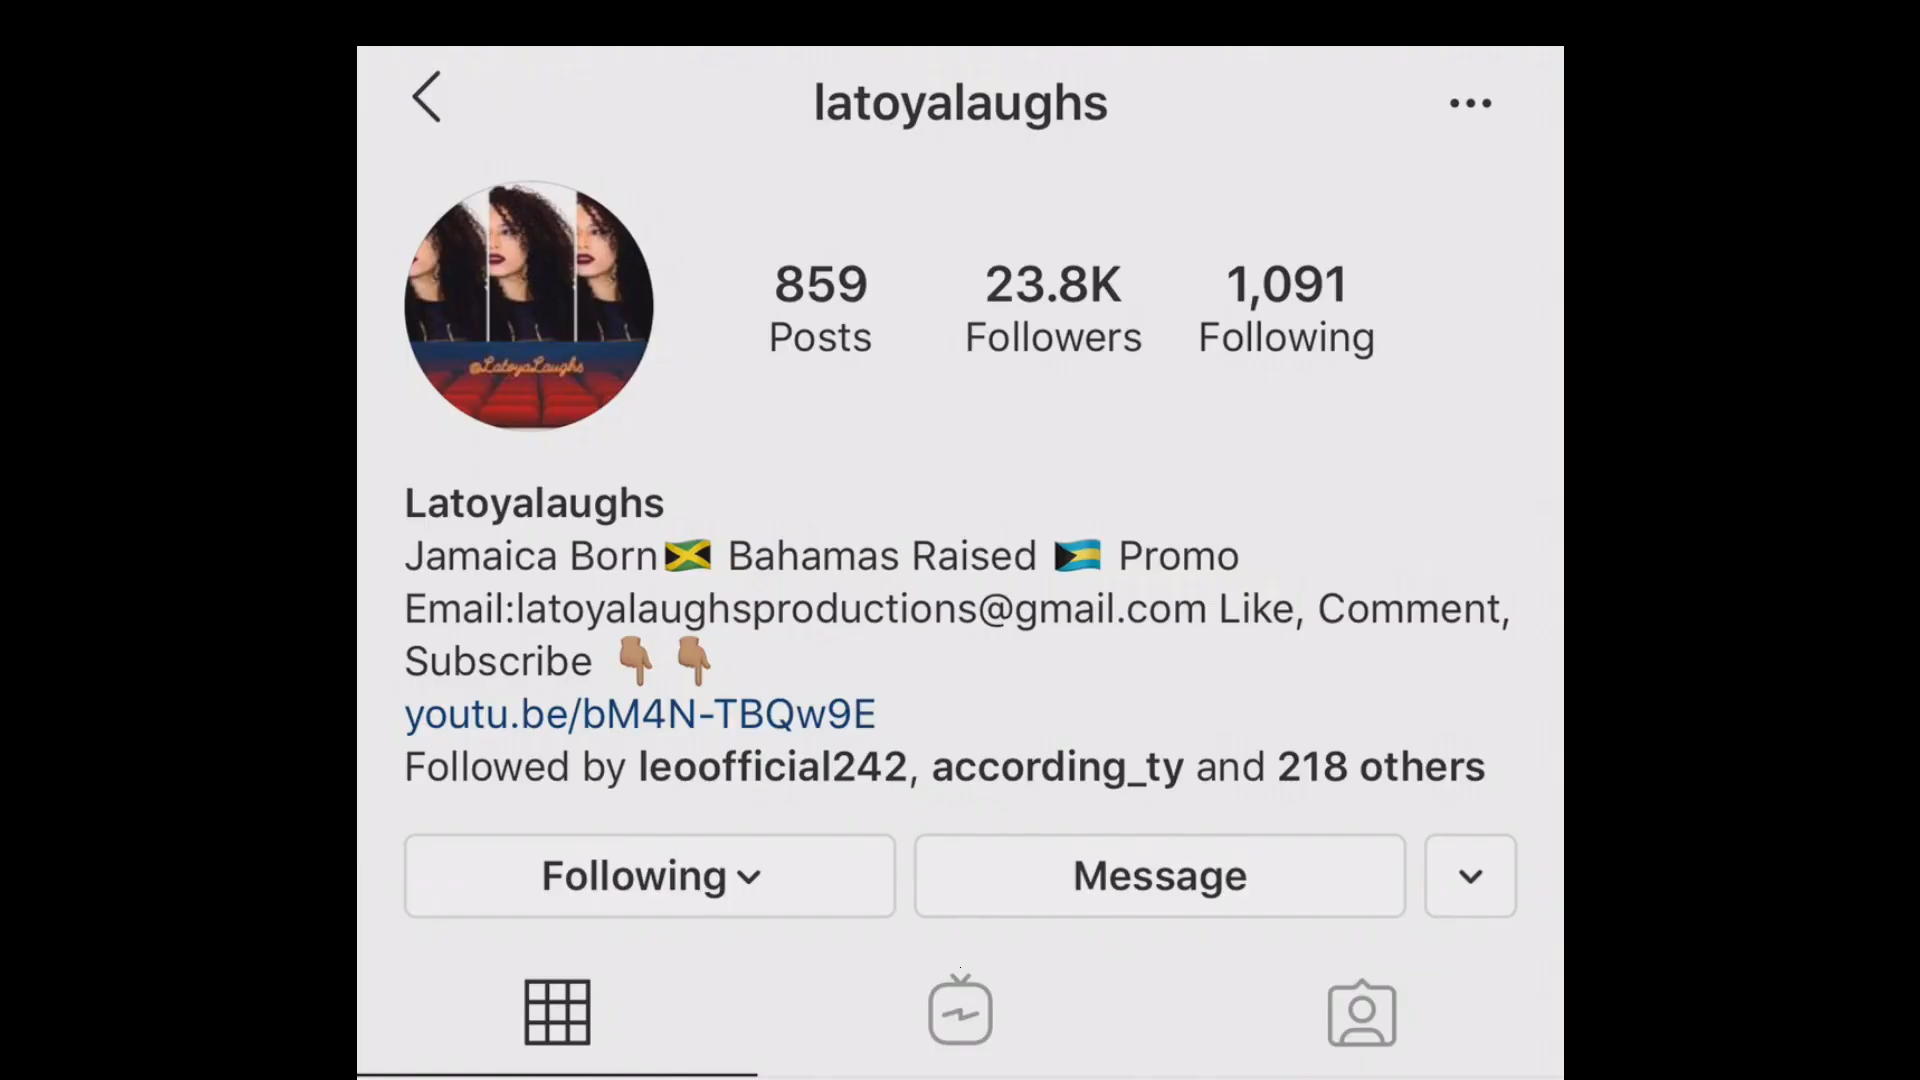 latoyalaughs
@LatoyaLaughs
859 23.8K 1,091
Posts Followers Following
Latoyalaughs
Jamaica Born🇯🇲 Bahamas Raised 🇧🇸 Promo
Email:latoyalaughsproductions@gmail.com Like, Comment,
Subscribe 👇🏽 👇🏽
youtu.be/bM4N-TBQw9E
Followed by leoofficial242, according_ty and 218 others
Following Message